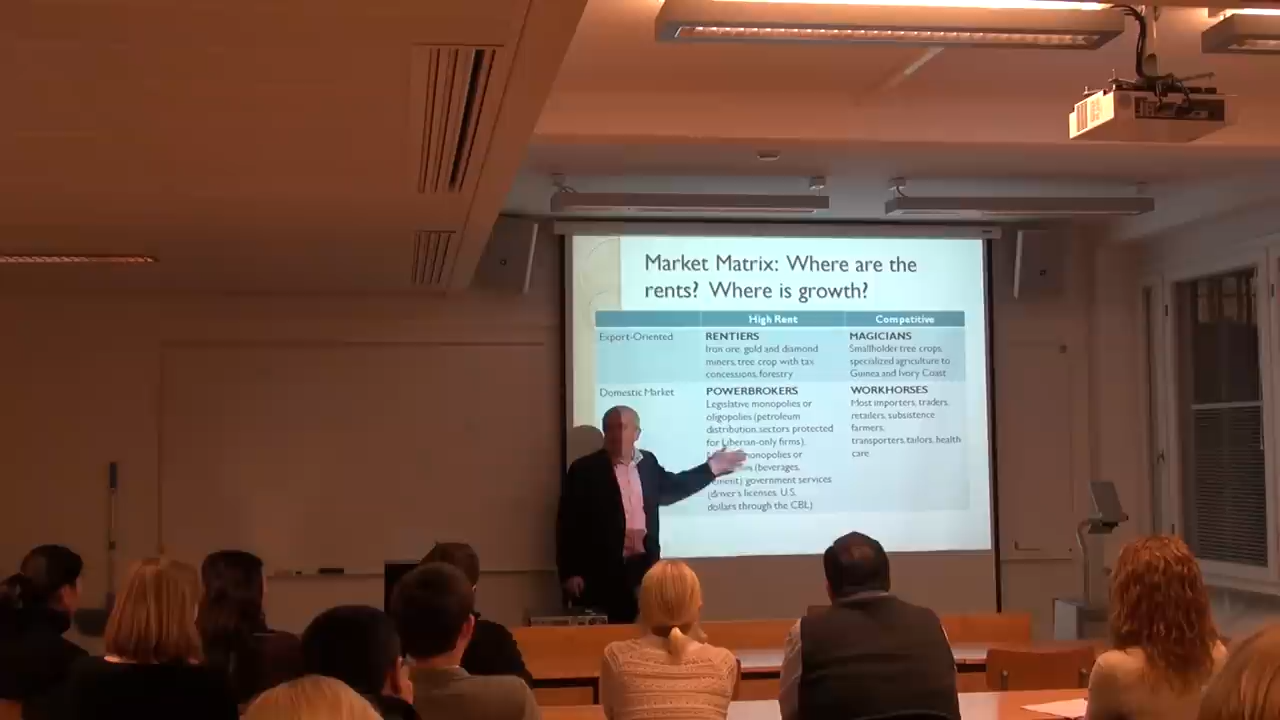 Market Matrix: Where are the
rents? Where is growth?
High Rent
Competitive
Export-Oriented
RENTIERS
Iron ore, gold and diamond
miners, tree crop with tax
concessions, forestry
MAGICIANS
Smallholder tree crops,
specialized agriculture to
Guinea and Ivory Coast
Domestic Market
POWERBROKERS
Legislative monopolies or
oligopolies (petroleum
distribution, sectors protected
for Liberian-only firms).
monopolies or
(beverages,
government services
(driver's licenses, U.S.
dollars through the CBL)
WORKHORSES
Most importers, traders,
retailers, subsistence
farmers,
transporters, tailors, health
care